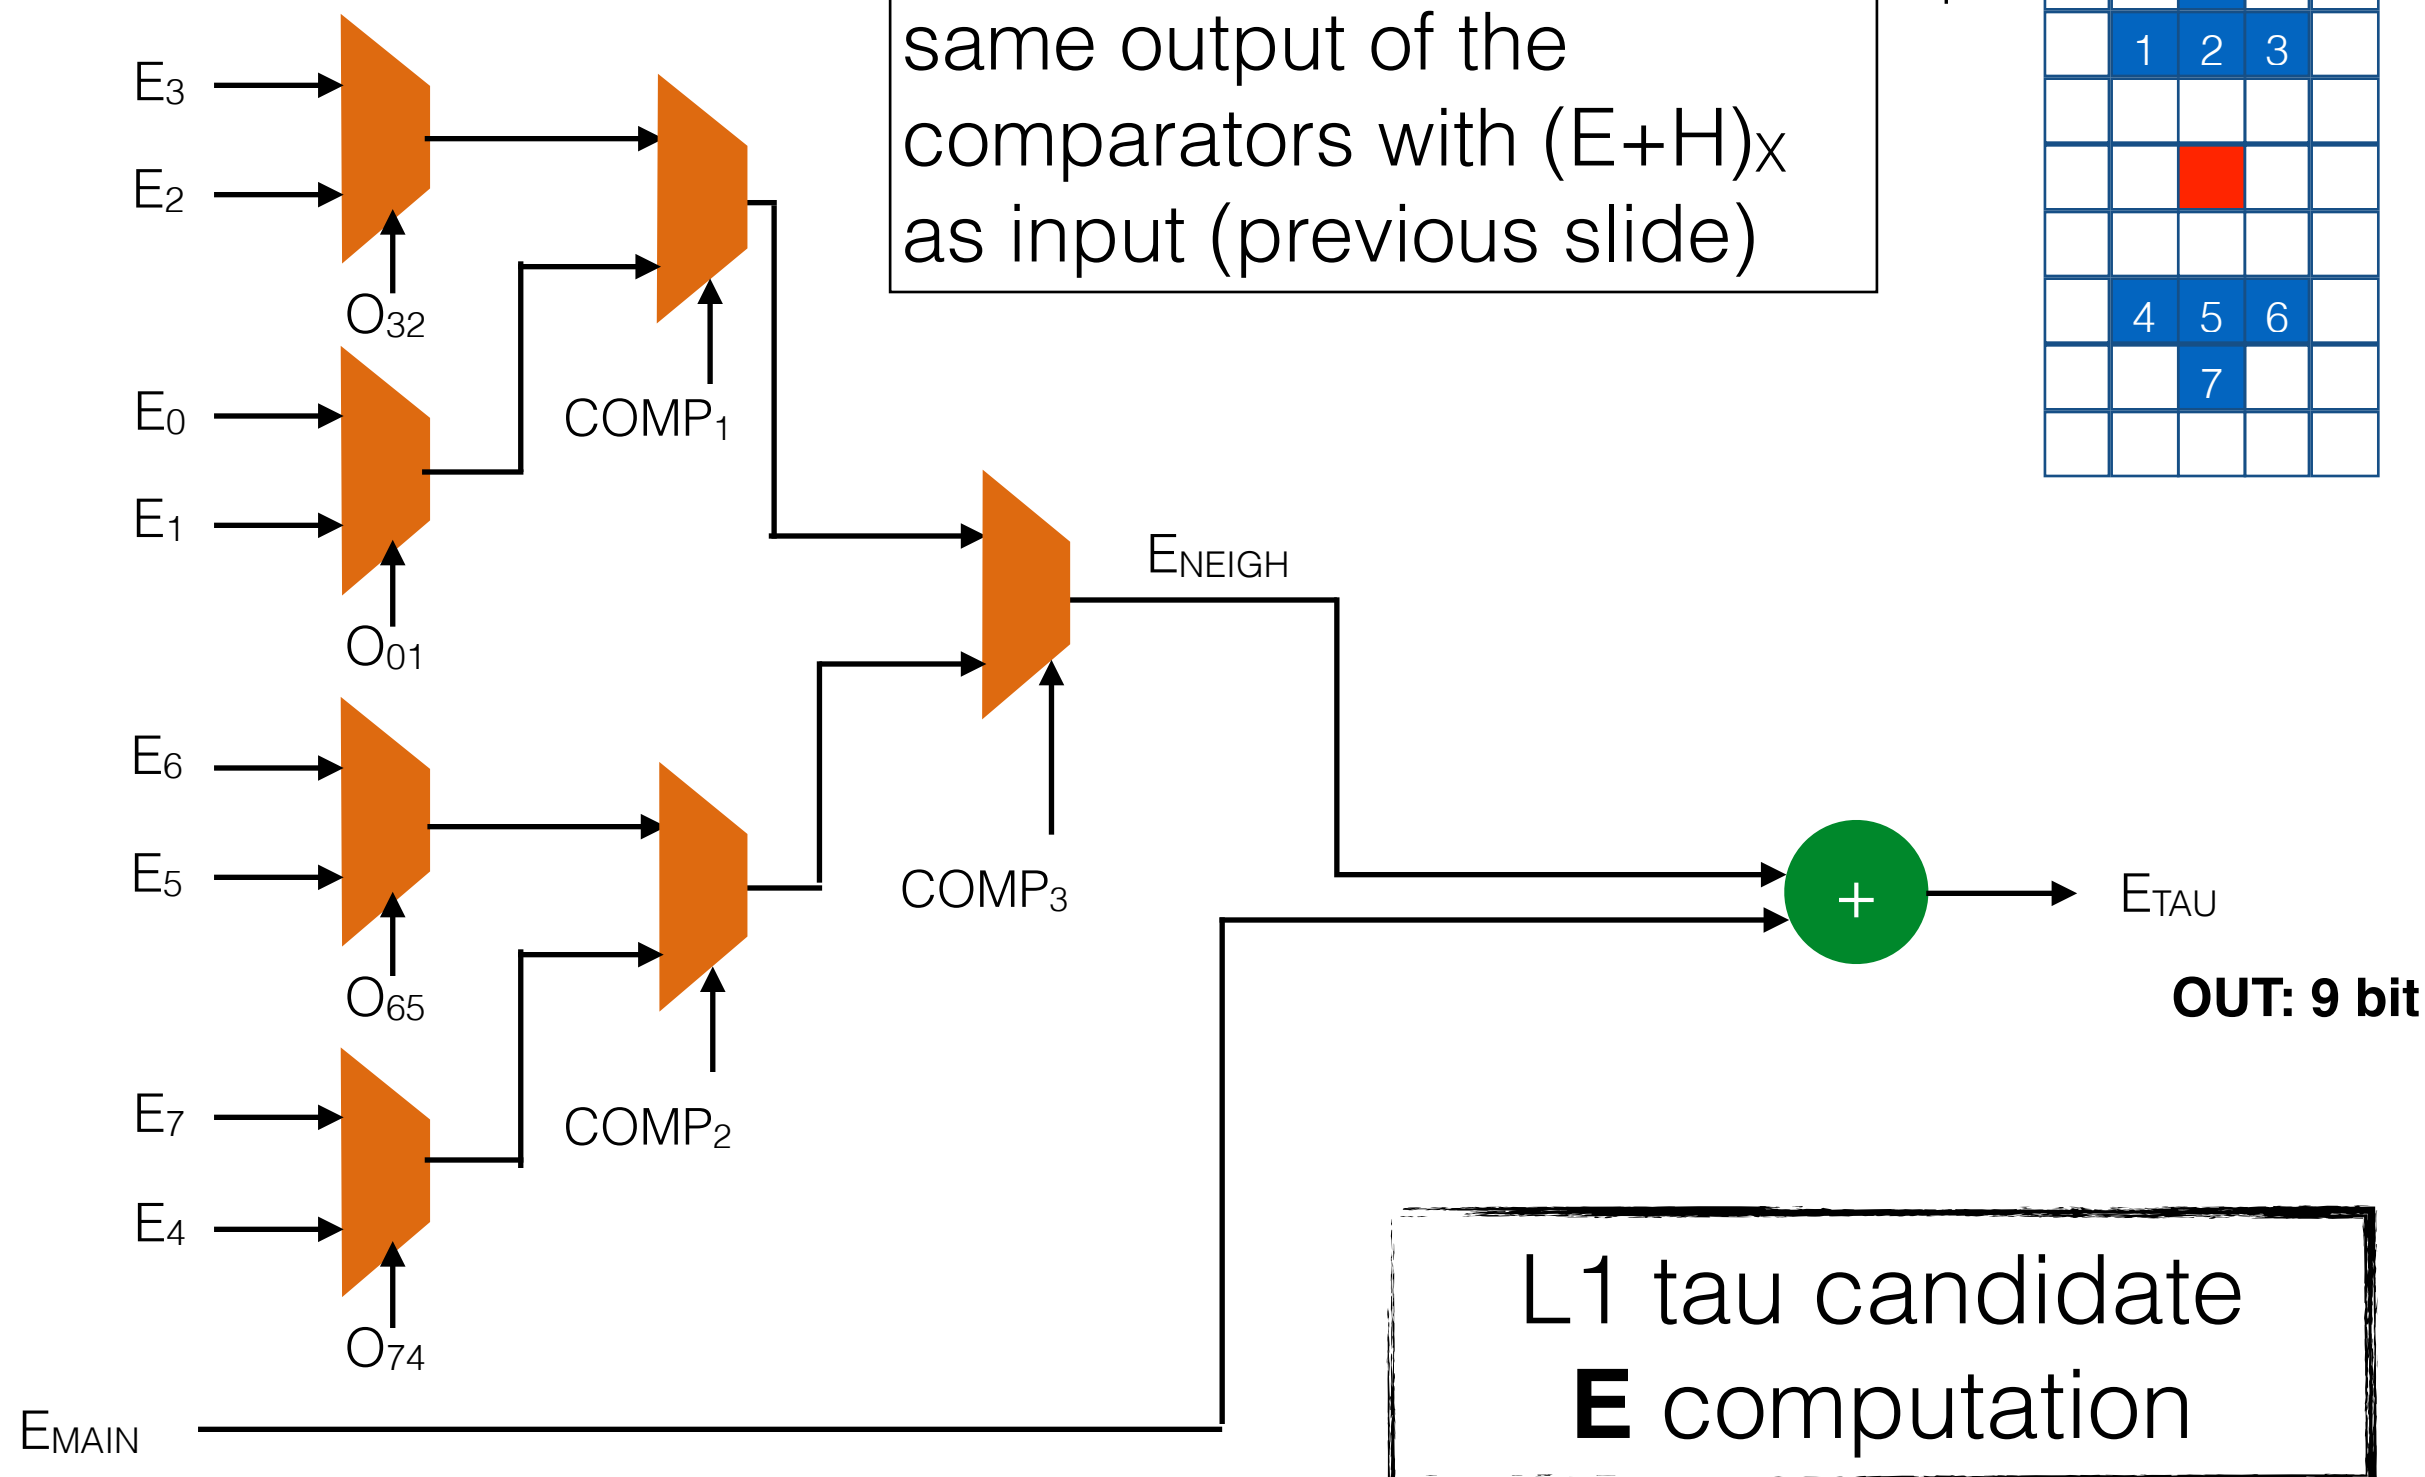 same output of the
comparators with (E+H)X
as input (previous slide)
1 2 3
4 5 6
7
E3
E2
O32
E0
E1
O01
COMP1
E6
E5
O65
E7
E4
O74
COMP2
ENEIGH
COMP3
+
ETAU
OUT: 9 bit
EMAIN
L1 tau candidate
E computation